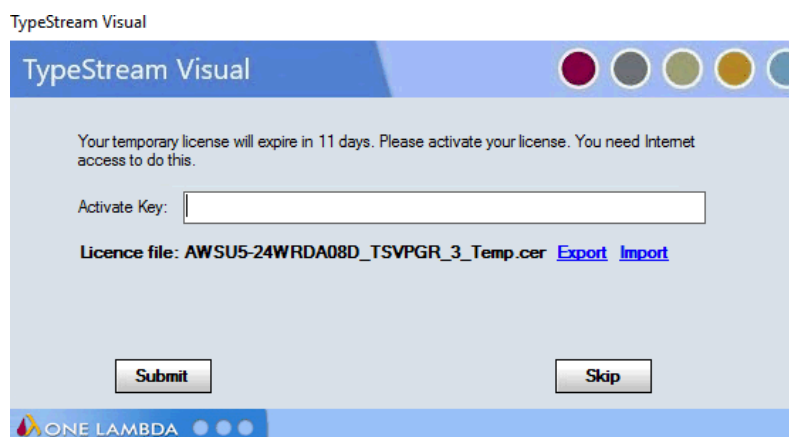 TypeStream Visual
TypeStream Visual
Your temporary license will expire in 11 days. Please activate your license. You need Internet
access to do this.
Activate Key:
Licence file: AWSU5-24WRDA08D_TSVPGR_3_Temp.cer Export Import
Submit Skip
ONE LAMBDA